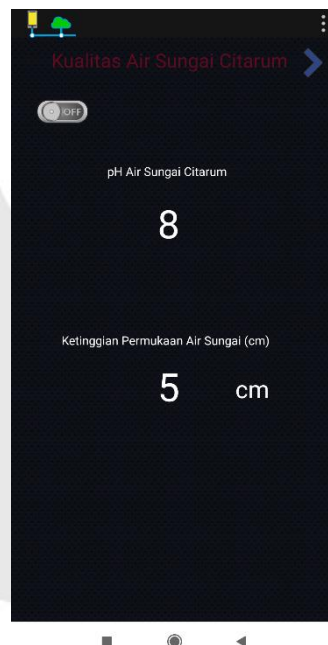 Kualitas Air Sungai Citarum
OFF
pH Air Sungai Citarum
8
Ketinggian Permukaan Air Sungai (cm)
5 cm